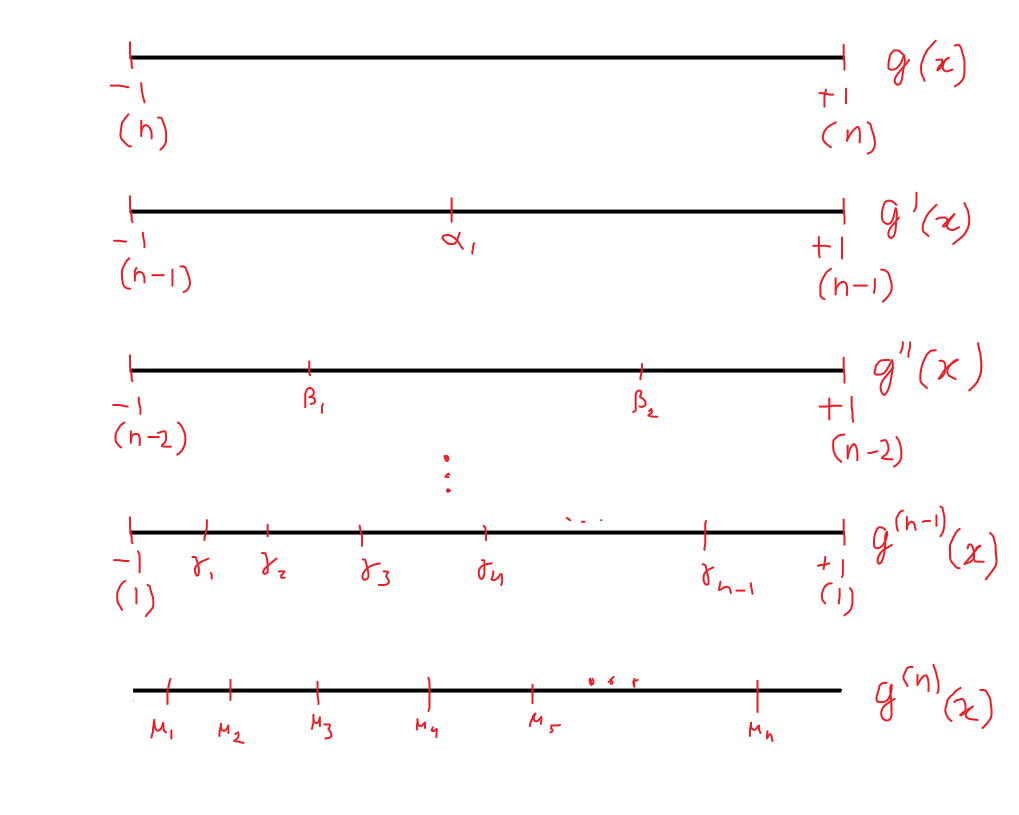 g(x)
-1 +1
(n) (n)
g'(x)
-1 α₁ +1
(n-1) (n-1)
g''(x)
-1 β₁ β₂ +1
(n-2) (n-2)
⋮
... g⁽ⁿ⁻¹⁾(x)
-1 γ₁ γ₂ γ₃ γ₄ γₙ₋₁ +1
(1) (1)
... g⁽ⁿ⁾(x)
μ₁ μ₂ μ₃ μ₄ μ₅ μₙ